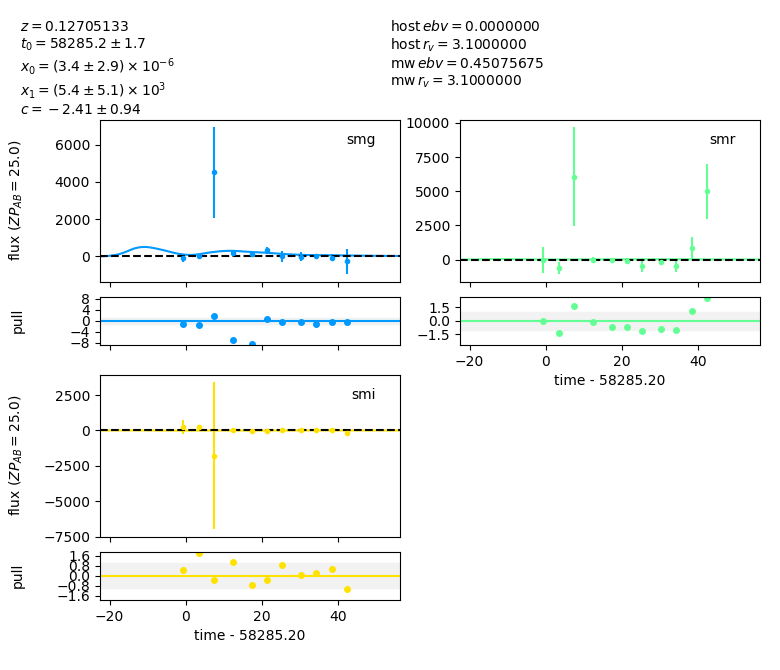 z = 0.12705133
t₀ = 58285.2 ± 1.7
x₀ = (3.4 ± 2.9) × 10⁻⁶
x₁ = (5.4 ± 5.1) × 10³
c = −2.41 ± 0.94
host ebv = 0.0000000
host r_v = 3.1000000
mw ebv = 0.45075675
mw r_v = 3.1000000
smg
flux (ZP_AB = 25.0)
6000
4000
2000
0
smr
10000
7500
5000
2500
0
pull
8
4
0
−4
−8
1.5
0.0
−1.5
−20
0
20
40
time - 58285.20
smi
flux (ZP_AB = 25.0)
2500
0
−2500
−5000
−7500
pull
1.6
0.8
0.0
−0.8
−1.6
−20
0
20
40
time - 58285.20